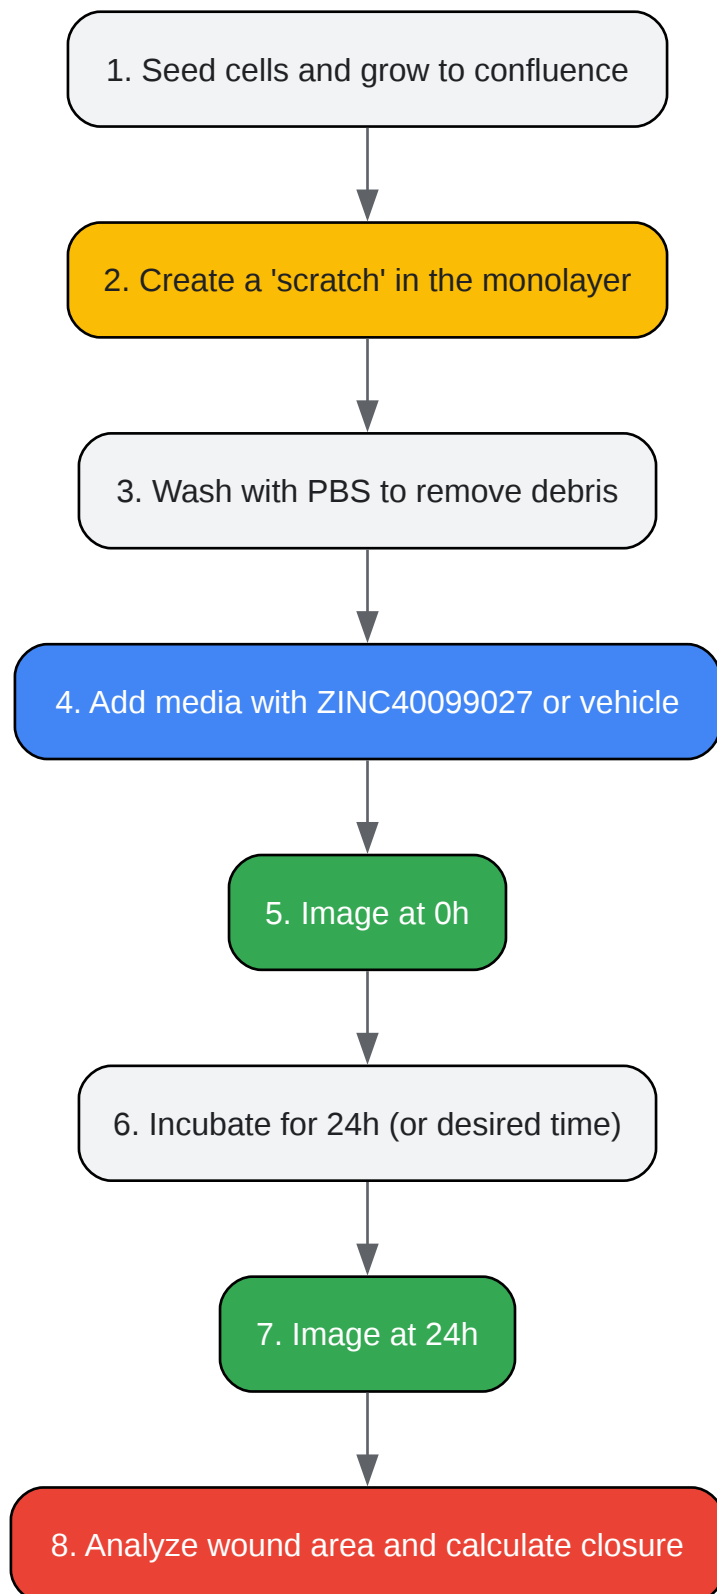 1. Seed cells and grow to confluence
2. Create a 'scratch' in the monolayer
3. Wash with PBS to remove debris
4. Add media with ZINC40099027 or vehicle
5. Image at 0h
6. Incubate for 24h (or desired time)
7. Image at 24h
8. Analyze wound area and calculate closure